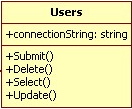 Users
+connectionString: string
+Submit()
+Delete()
+Select()
+Update()